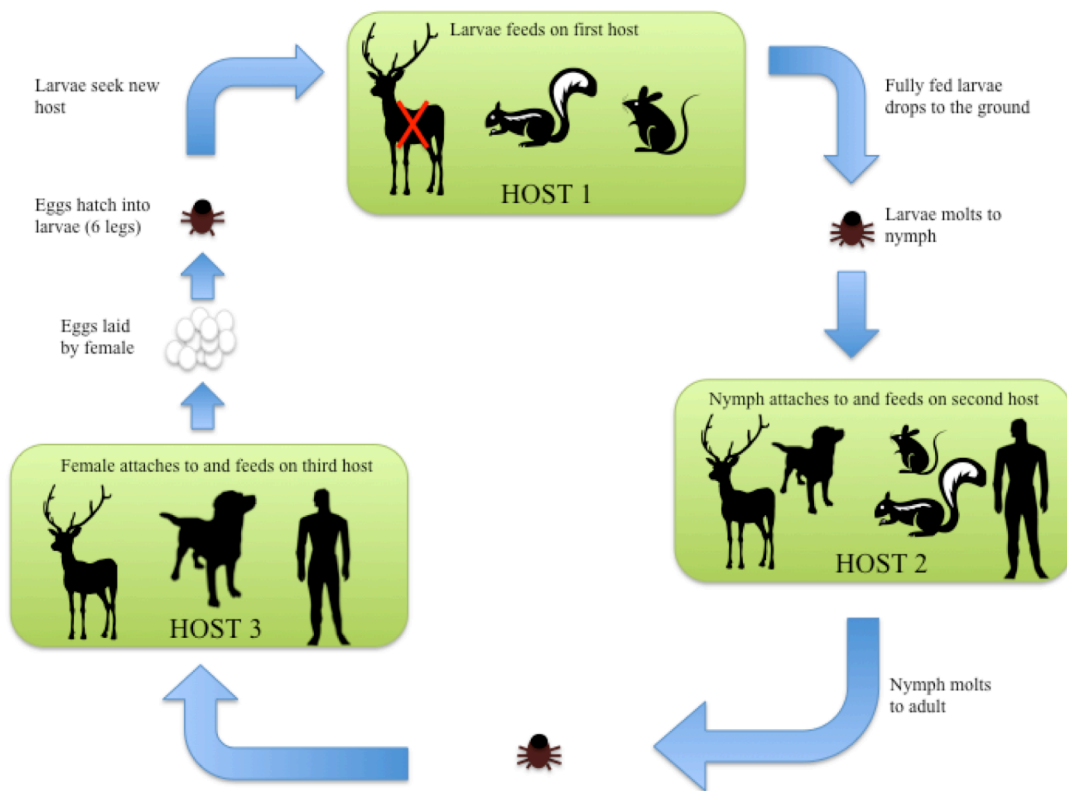 Larvae feeds on first host
HOST 1
Fully fed larvae
drops to the ground
Larvae molts to
nymph
Nymph attaches to and feeds on second host
HOST 2
Nymph molts
to adult
Female attaches to and feeds on third host
HOST 3
Eggs laid
by female
Eggs hatch into
larvae (6 legs)
Larvae seek new
host